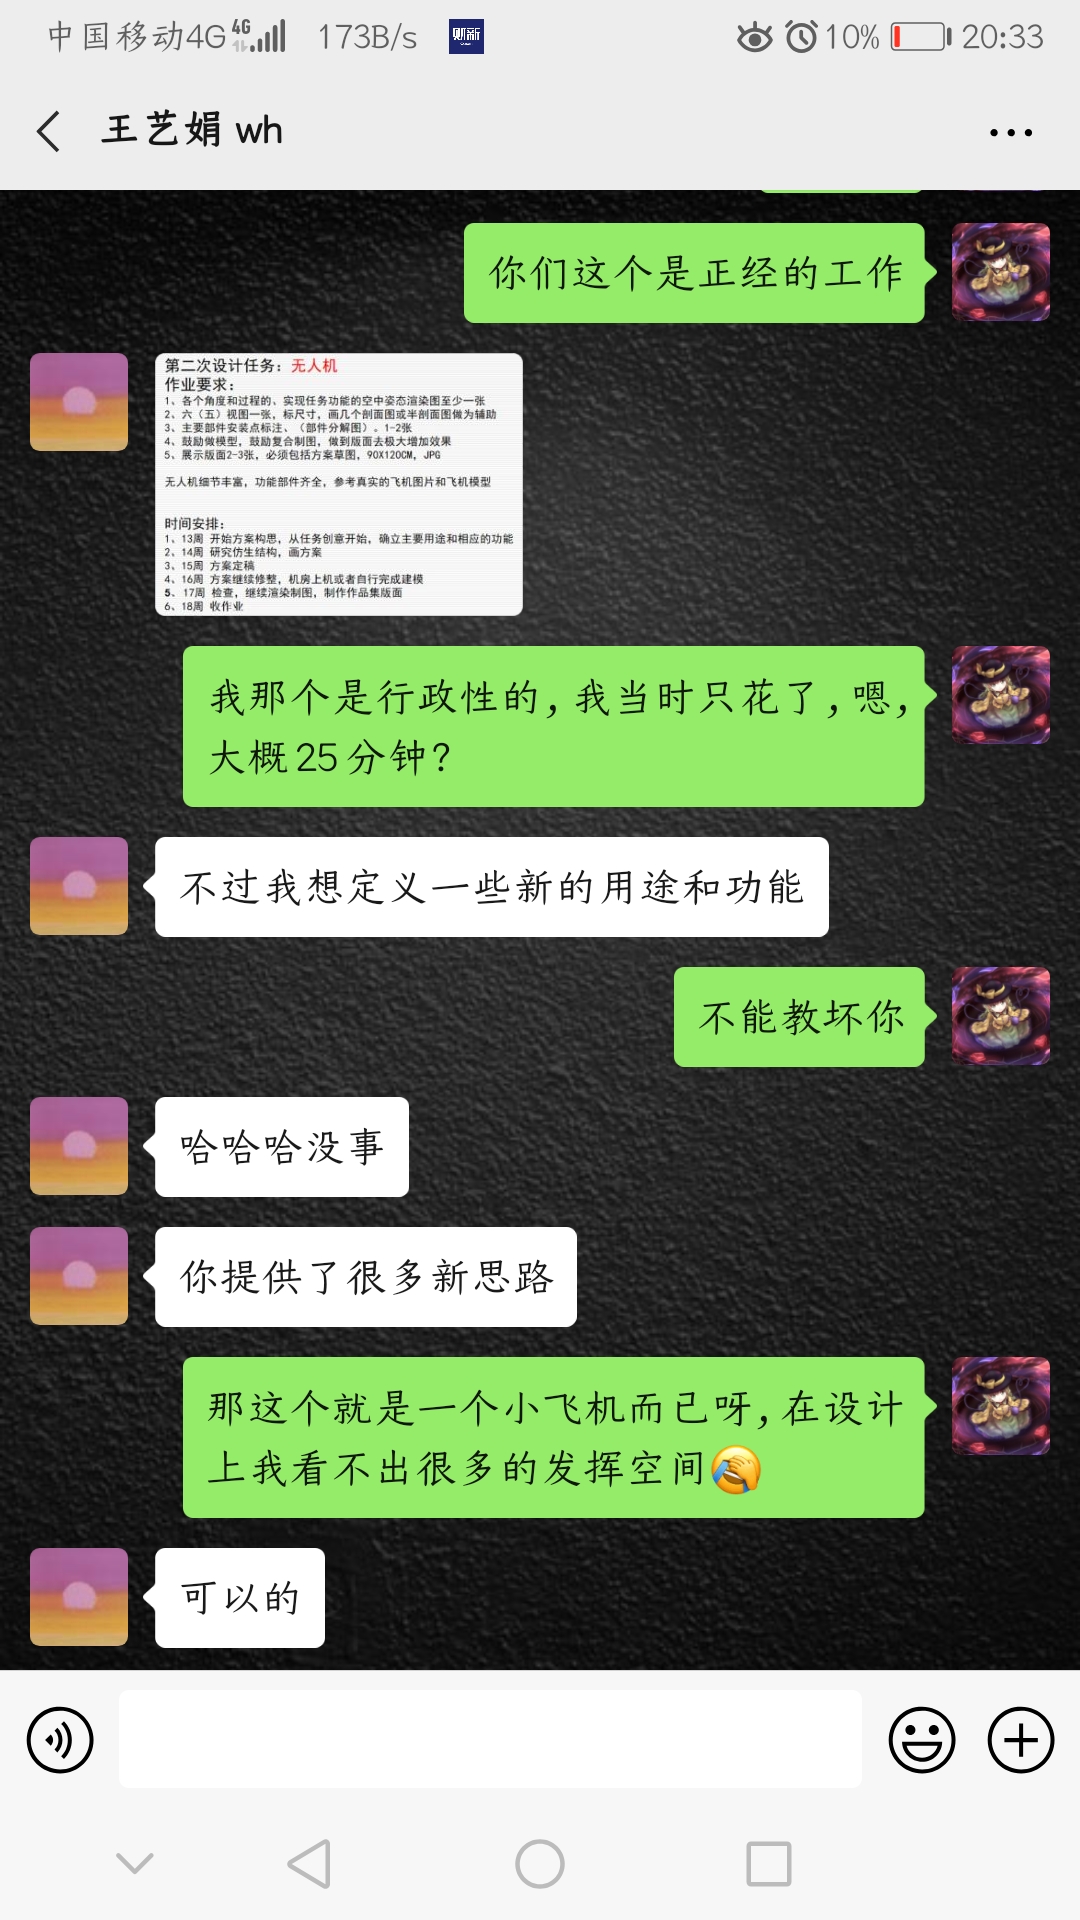 中国移动4G 4G 173B/s 财新 10% 20:33
王艺娟 wh
你们这个是正经的工作
第二次设计任务：无人机
作业要求：
1、各个角度和过程的、实现任务功能的空中姿态渲染图至少一张
2、六（五）视图一张，标尺寸，画几个剖面图或半剖面图做为辅助
3、主要部件安装点标注、（部件分解图）。1-2张
4、鼓励做模型，鼓励复合制图，做到版面去极大增加效果
5、展示版面2-3张，必须包括方案草图，90X120CM，JPG
无人机细节丰富，功能部件齐全，参考真实的飞机图片和飞机模型
时间安排：
1、13周 开始方案构思，从任务创意开始，确立主要用途和相应的功能
2、14周 研究仿生结构，画方案
3、15周 方案定稿
4、16周 方案继续修整，机房上机或者自行完成建模
5、17周 检查，继续渲染制图，制作作品集版面
6、18周 收作业
我那个是行政性的，我当时只花了，嗯，
大概25分钟？
不过我想定义一些新的用途和功能
不能教坏你
哈哈哈没事
你提供了很多新思路
那这个就是一个小飞机而已呀，在设计
上我看不出很多的发挥空间
可以的